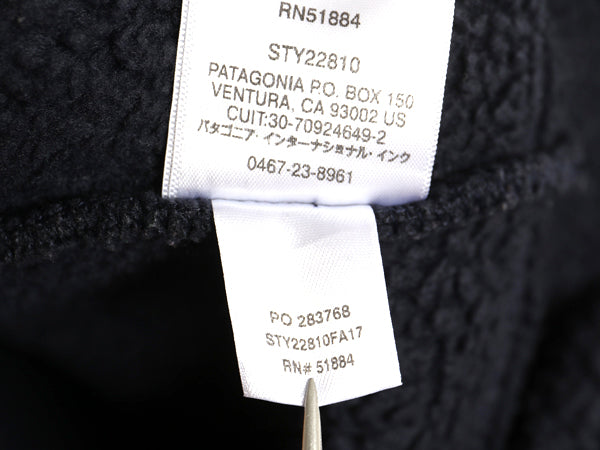 RN51884
STY22810
PATAGONIA P.O. BOX 150
VENTURA, CA 93002 US
CUIT:30-70924649-2
パタゴニア・インターナショナル・インク
0467-23-8961
PO 283768
STY22810FA17
RN# 51884